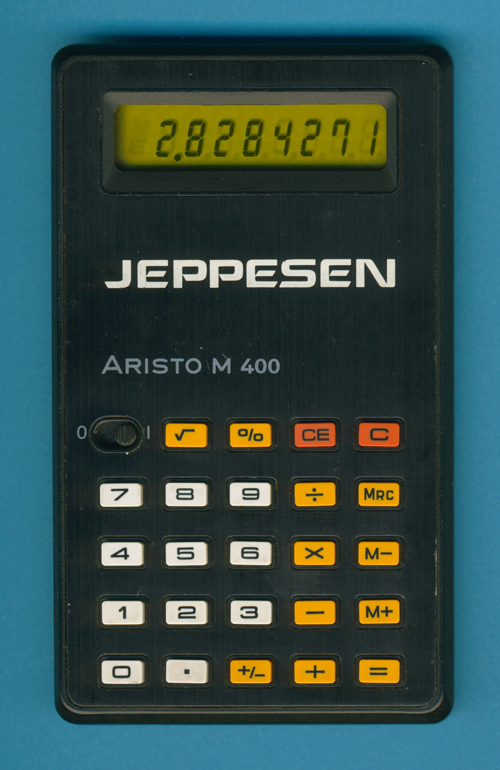 2.8284271
JEPPESEN
ARISTO M 400
0 I √ % CE C
7 8 9 ÷ MRC
4 5 6 × M−
1 2 3 − M+
0 . +/− + =